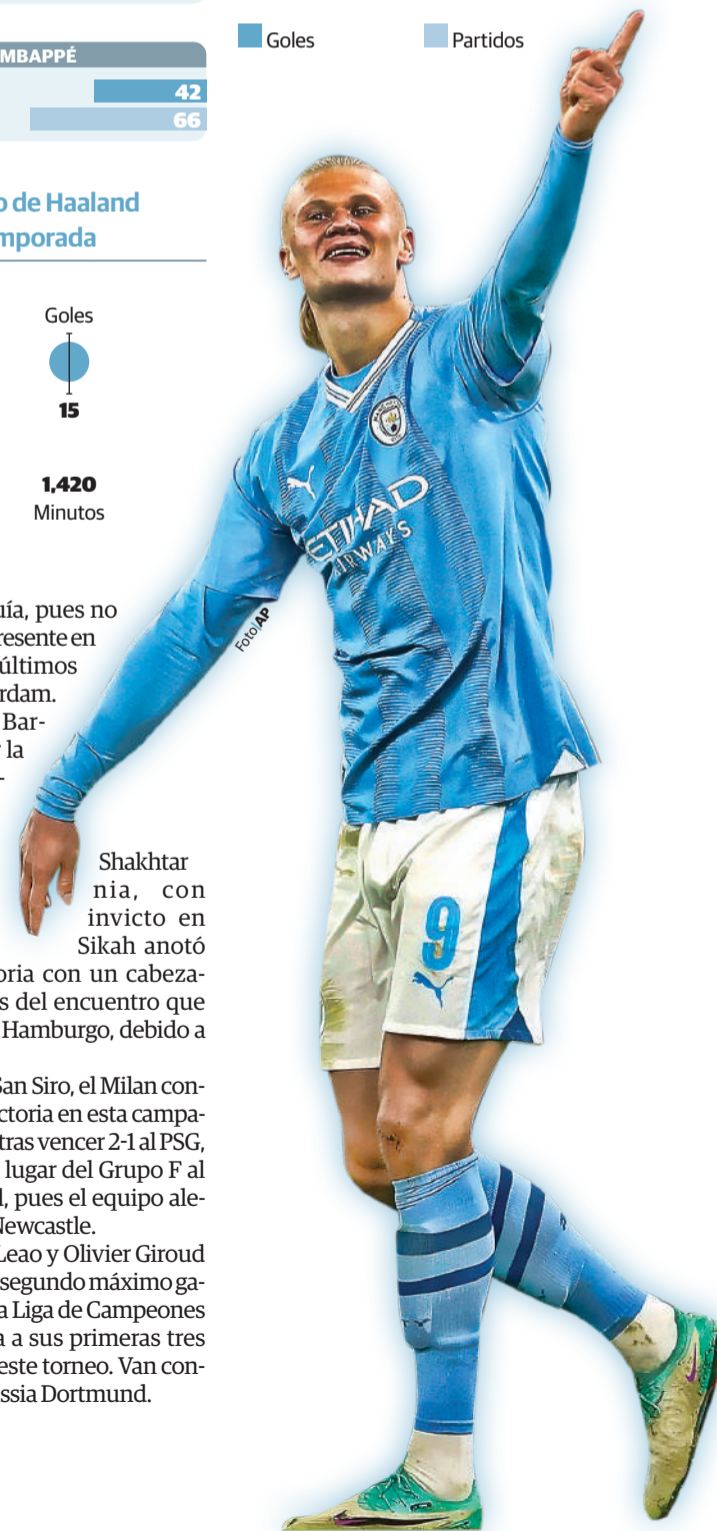 Goles
Partidos
MBAPPÉ
42
66
o de Haaland
mporada
Goles
15
1,420
Minutos
ETIHAD
AIRWAYS
Foto|AP
uía, pues no
resente en
últimos
rdam.
Bar-
la
-
Shakhtar
nia, con
invicto en
Sikah anotó
oria con un cabeza-
s del encuentro que
Hamburgo, debido a
San Siro, el Milan con-
ctoria en esta campa-
tras vencer 2-1 al PSG,
lugar del Grupo F al
l, pues el equipo ale-
Newcastle.
Leao y Olivier Giroud
segundo máximo ga-
a Liga de Campeones
a a sus primeras tres
este torneo. Van con-
ussia Dortmund.
9